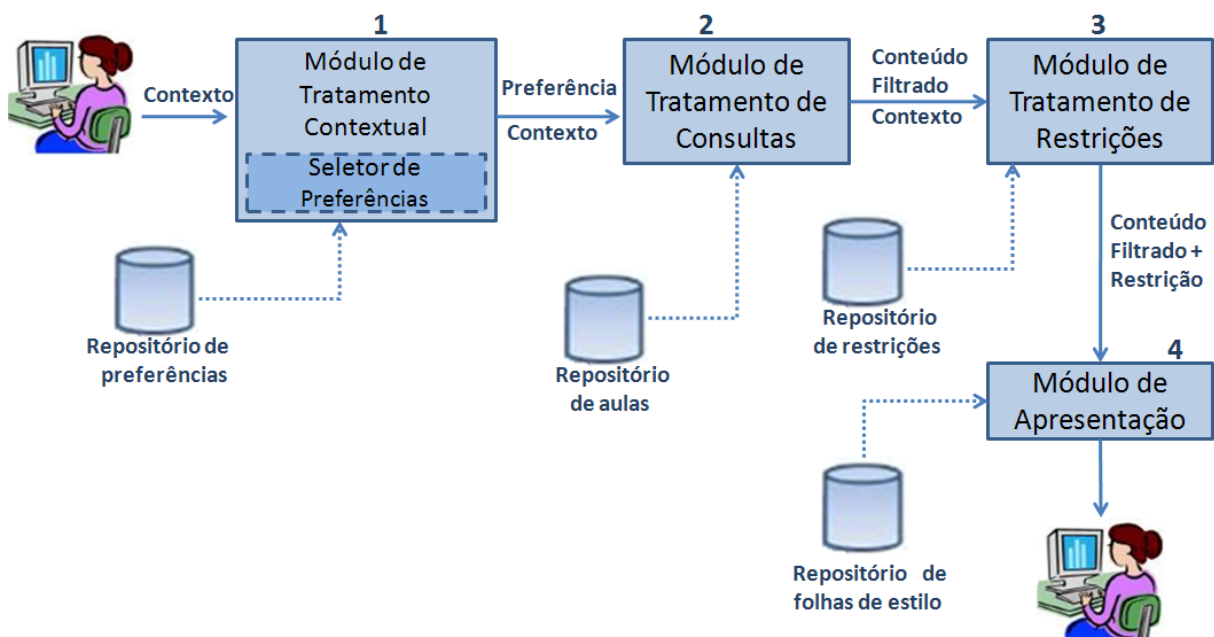 1
Módulo de
Tratamento
Contextual
Seletor de
Preferências
Contexto
Repositório de
preferências
Preferência
Contexto
2
Módulo de
Tratamento de
Consultas
Repositório
de aulas
Conteúdo
Filtrado
Contexto
3
Módulo de
Tratamento de
Restrições
Repositório
de restrições
Conteúdo
Filtrado +
Restrição
4
Módulo de
Apresentação
Repositório de
folhas de estilo